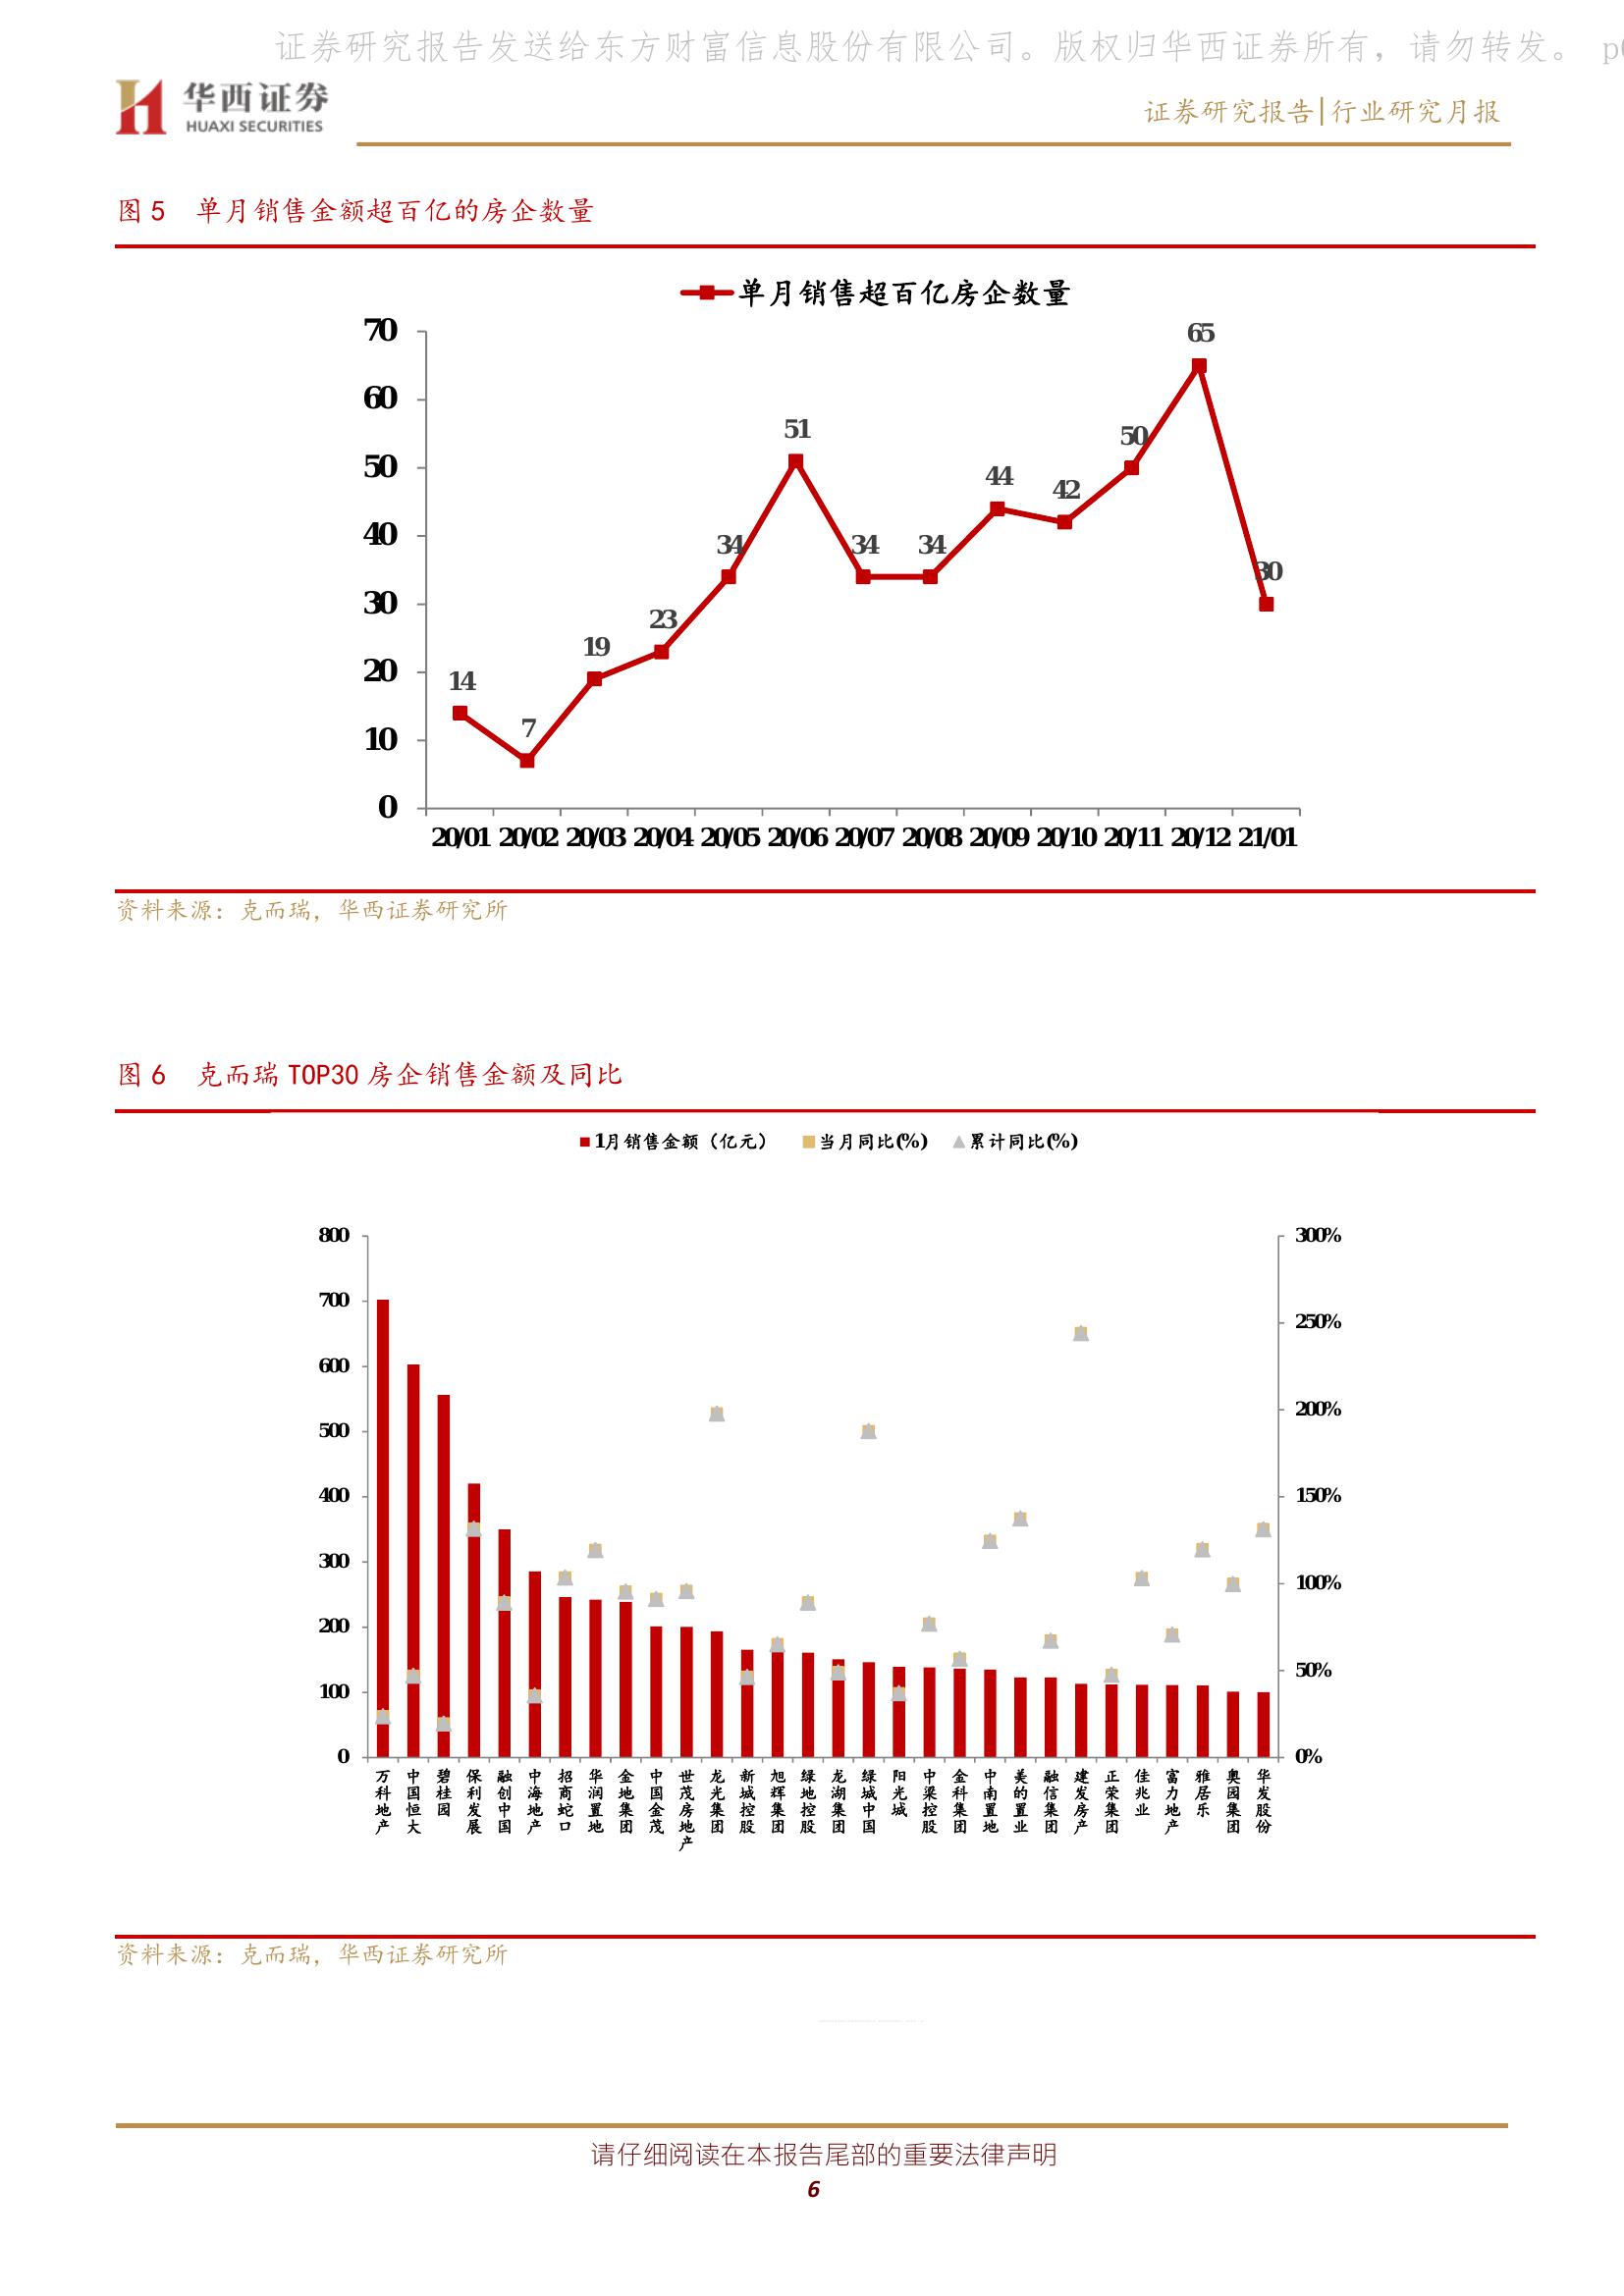 证券研究报告发送给东方财富信息股份有限公司。版权归华西证券所有，请勿转发。 p
华西证券
HUAXI SECURITIES
证券研究报告|行业研究月报
图 5 单月销售金额超百亿的房企数量
单月销售超百亿房企数量
70
60
50
40
30
20
10
0
14
7
19
23
34
51
34
34
44
42
50
65
30
20/01 20/02 20/03 20/04 20/05 20/06 20/07 20/08 20/09 20/10 20/11 20/12 21/01
资料来源：克而瑞，华西证券研究所
图 6 克而瑞 TOP30 房企销售金额及同比
1月销售金额（亿元） 当月同比(%) 累计同比(%)
800
700
600
500
400
300
200
100
0
300%
250%
200%
150%
100%
50%
0%
万科地产
中国恒大
碧桂园
保利发展
融创中国
中海地产
招商蛇口
华润置地
金地集团
中国金茂
世茂房地产
龙光集团
新城控股
旭辉集团
绿地控股
龙湖集团
绿城中国
阳光城
中梁控股
金科集团
中南置地
美的置业
融信集团
建发房产
正荣集团
佳兆业
富力地产
雅居乐
奥园集团
华发股份
资料来源：克而瑞，华西证券研究所
请仔细阅读在本报告尾部的重要法律声明
6